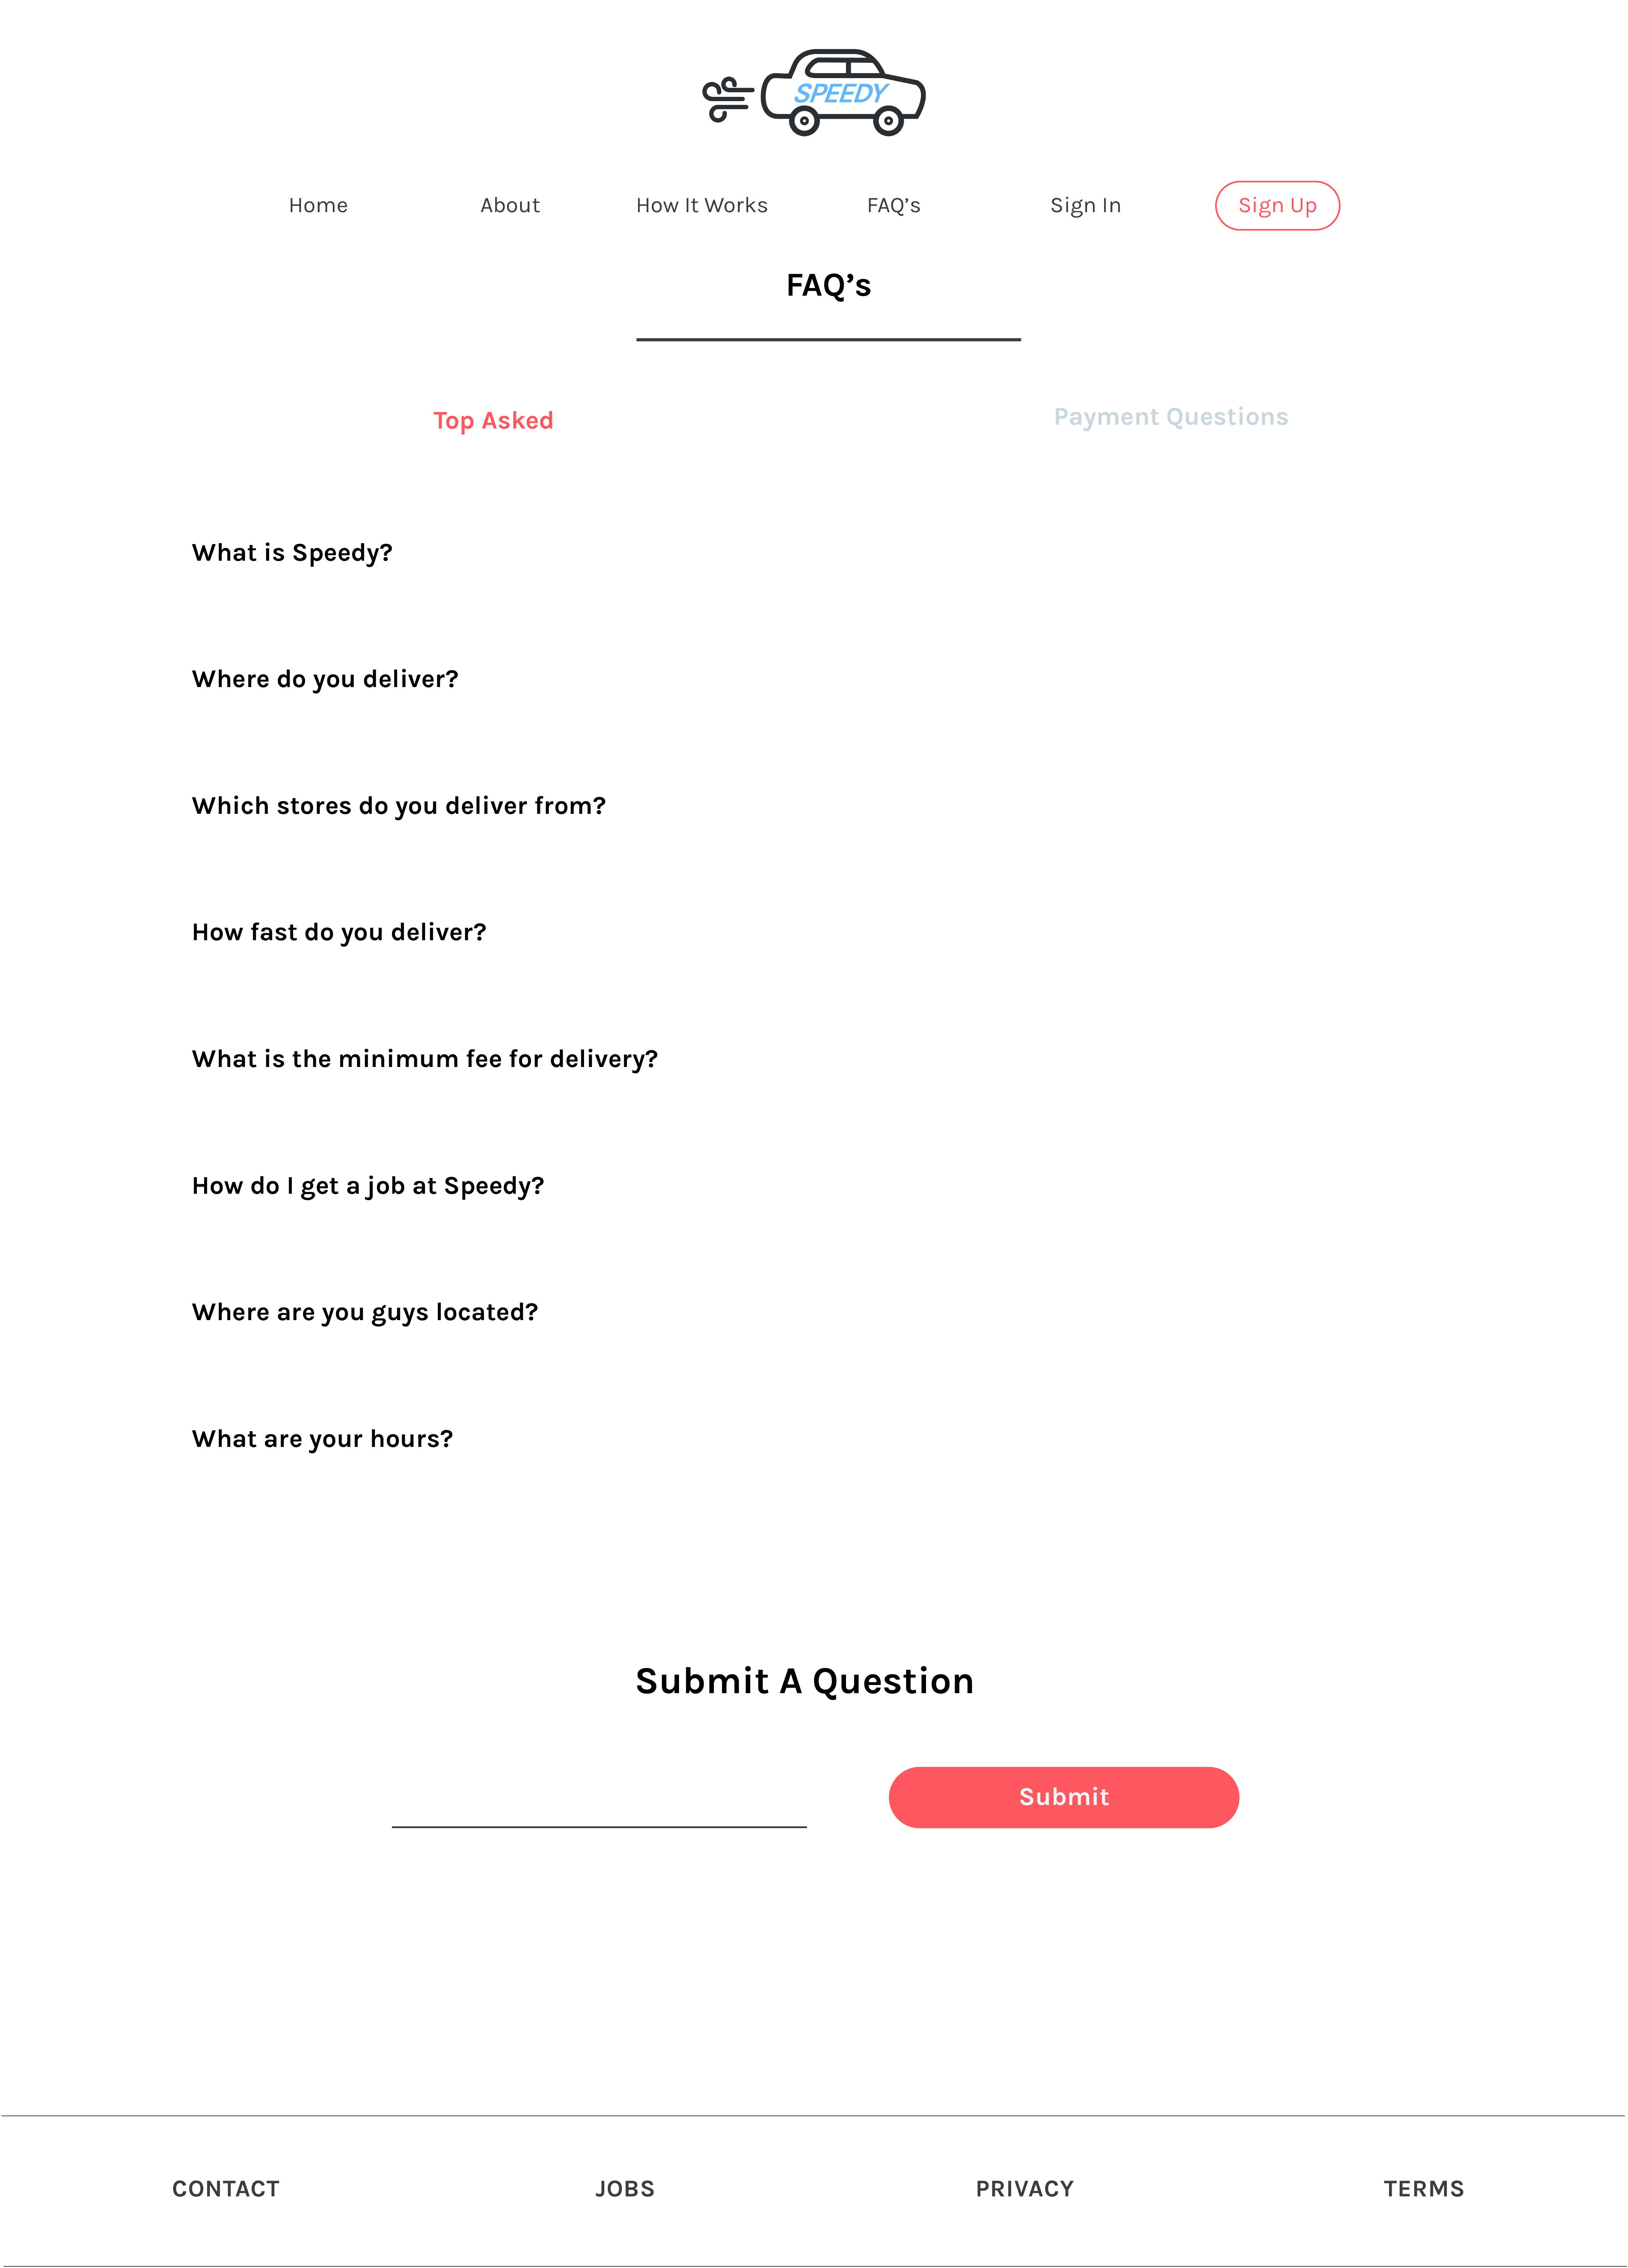 SPEEDY
Home About How It Works FAQ’s Sign In Sign Up
FAQ’s
Top Asked Payment Questions
What is Speedy?
Where do you deliver?
Which stores do you deliver from?
How fast do you deliver?
What is the minimum fee for delivery?
How do I get a job at Speedy?
Where are you guys located?
What are your hours?
Submit A Question
Submit
CONTACT JOBS PRIVACY TERMS